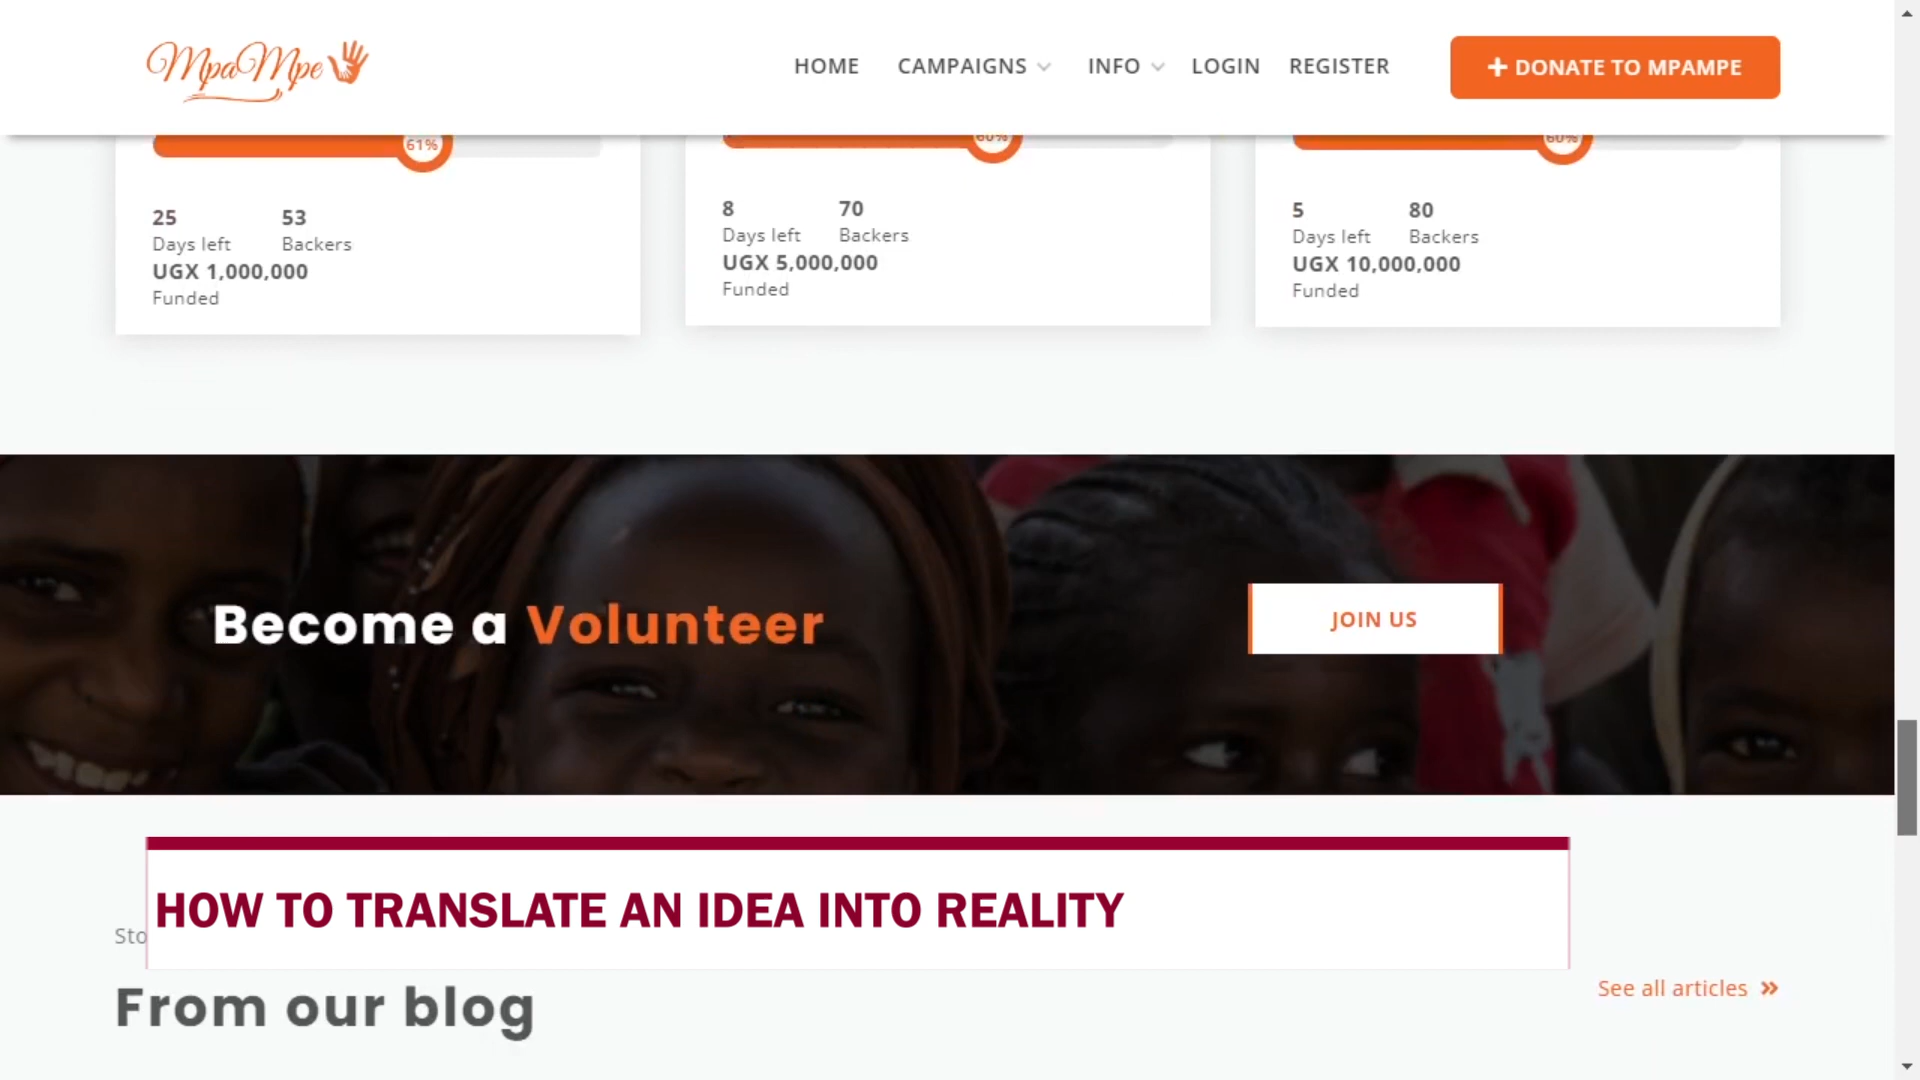 MpaMpe
HOME CAMPAIGNS INFO LOGIN REGISTER + DONATE TO MPAMPE
61% 60% 60%
25 53
Days left Backers
UGX 1,000,000
Funded
8 70
Days left Backers
UGX 5,000,000
Funded
5 80
Days left Backers
UGX 10,000,000
Funded
Become a Volunteer
JOIN US
HOW TO TRANSLATE AN IDEA INTO REALITY
Sto
From our blog
See all articles »